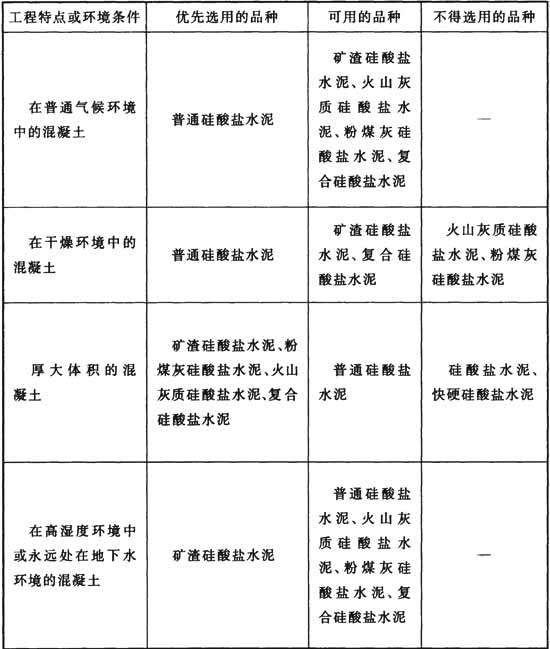 工程特点或环境条件 优先选用的品种 可用的品种 不得选用的品种
在普通气候环境
中的混凝土
普通硅酸盐水泥
矿渣硅酸盐
水泥、火山灰
质硅酸盐水
泥、粉煤灰硅
酸盐水泥、复
合硅酸盐水泥
—
在干燥环境中的
混凝土
普通硅酸盐水泥
矿渣硅酸盐
水泥、复合硅
酸盐水泥
火山灰质硅酸
盐水泥、粉煤灰
硅酸盐水泥
厚大体积的混
凝土
矿渣硅酸盐水泥、粉
煤灰硅酸盐水泥、火山
灰质硅酸盐水泥、复合
硅酸盐水泥
普通硅酸盐
水泥
硅酸盐水泥、
快硬硅酸盐水泥
在高湿度环境中
或永远处在地下水
环境的混凝土
矿渣硅酸盐水泥
普通硅酸盐
水泥、火山灰
质硅酸盐水
泥、粉煤灰硅
酸盐水泥、复
合硅酸盐水泥
—